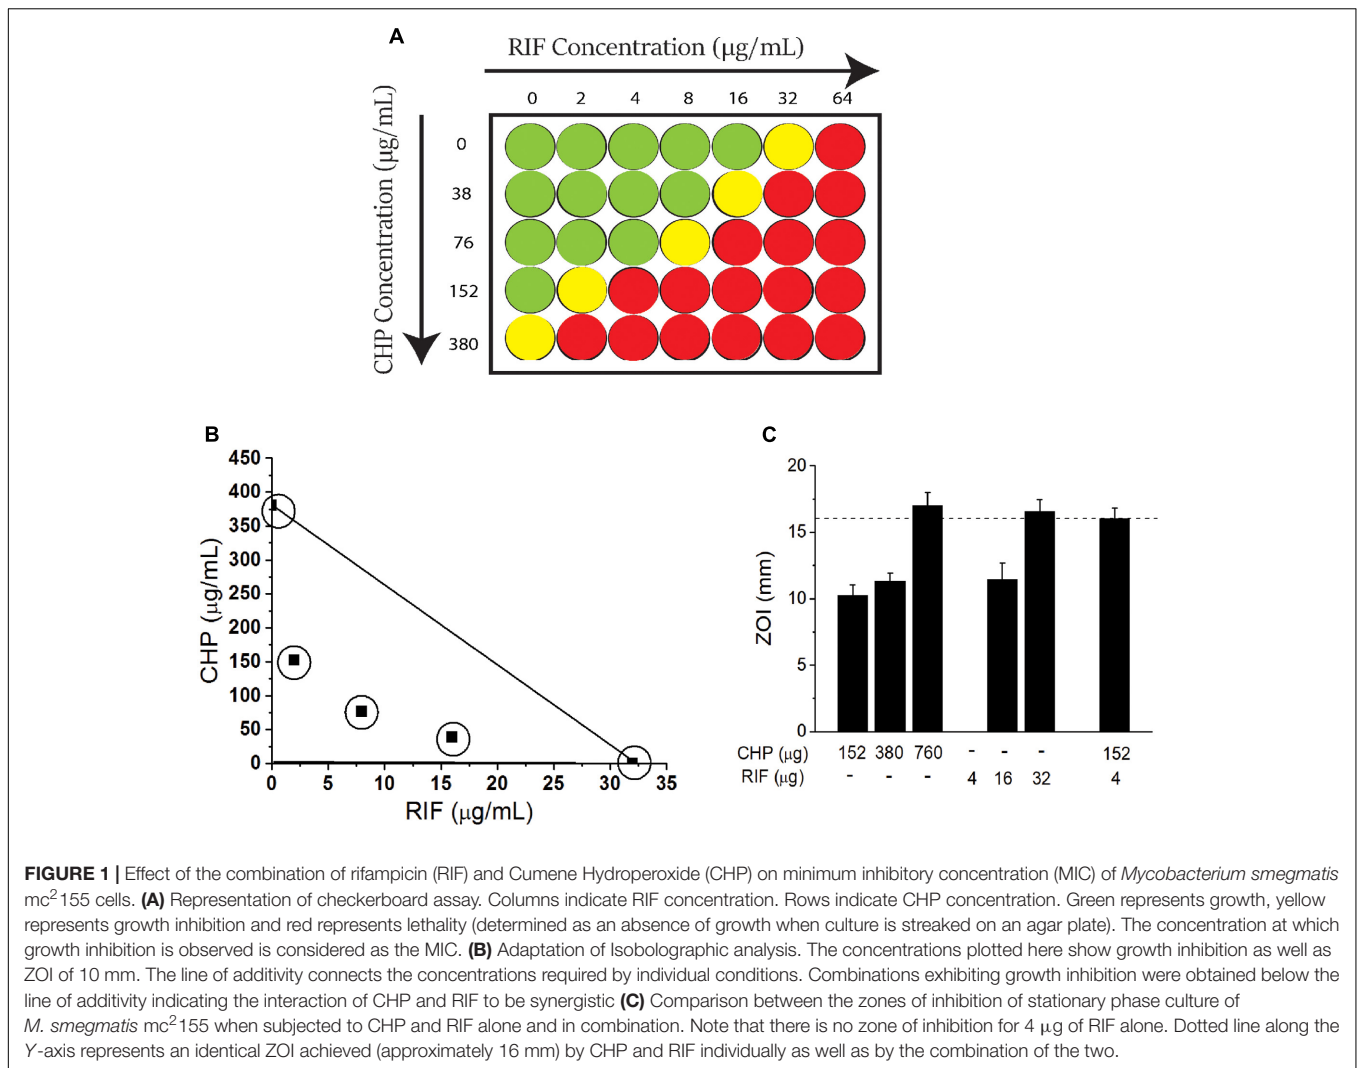 A
RIF Concentration (μg/mL)
0 2 4 8 16 32 64
CHP Concentration (μg/mL)
0
38
76
152
380
B
450
400
350
300
250
200
150
100
50
0
CHP (μg/mL)
0 5 10 15 20 25 30 35
RIF (μg/mL)
C
20
15
10
5
0
ZOI (mm)
CHP (μg) 152 380 760 - - - 152
RIF (μg) - - - 4 16 32 4
FIGURE 1 | Effect of the combination of rifampicin (RIF) and Cumene Hydroperoxide (CHP) on minimum inhibitory concentration (MIC) of Mycobacterium smegmatis
mc²155 cells. (A) Representation of checkerboard assay. Columns indicate RIF concentration. Rows indicate CHP concentration. Green represents growth, yellow
represents growth inhibition and red represents lethality (determined as an absence of growth when culture is streaked on an agar plate). The concentration at which
growth inhibition is observed is considered as the MIC. (B) Adaptation of Isobolographic analysis. The concentrations plotted here show growth inhibition as well as
ZOI of 10 mm. The line of additivity connects the concentrations required by individual conditions. Combinations exhibiting growth inhibition were obtained below the
line of additivity indicating the interaction of CHP and RIF to be synergistic (C) Comparison between the zones of inhibition of stationary phase culture of
M. smegmatis mc²155 when subjected to CHP and RIF alone and in combination. Note that there is no zone of inhibition for 4 μg of RIF alone. Dotted line along the
Y-axis represents an identical ZOI achieved (approximately 16 mm) by CHP and RIF individually as well as by the combination of the two.